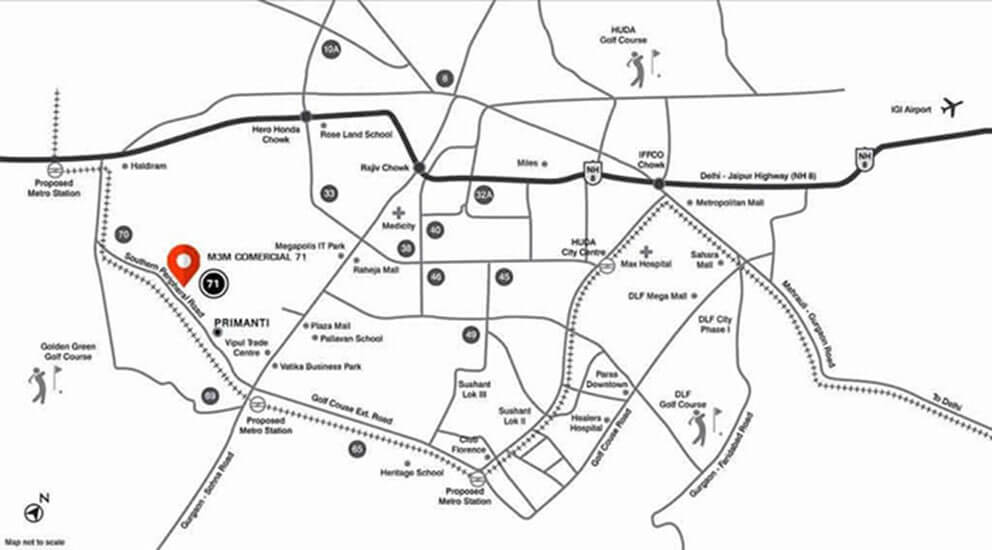 HUDA
Golf Course
10A
8
IGI Airport
Hero Honda
Chowk
Rose Land School
NH
8
Haldiram
Rajiv Chowk
Miles
NH
8
IFFCO
Chowk
Delhi - Jaipur Highway (NH 8)
Proposed
Metro Station
33
32A
Metropolitan Mall
Medicity
40
70
Megapolis IT Park
38
HUDA
City Centre
Max Hospital
Sahara
Mall
M3M COMERCIAL 71
Raheja Mall
71
Southern Peripheral Road
46
45
DLF Mega Mall
Mehrauli - Gurgaon Road
PRIMANTI
Plaza Mall
Pallavan School
49
DLF City
Phase I
Vipul Trade
Centre
Golden Green
Golf Course
Vatika Business Park
Sushant
Lok III
Paras
Downtown
69
Golf Couse Ext. Road
DLF
Golf Course
To Delhi
Sushant
Lok II
Healers
Hospital
Proposed
Metro Station
Golf Couse Road
65
Club
Florence
Heritage School
Gurgaon - Faridabad Road
Gurgaon - Sohna Road
Proposed
Metro Station
N
Map not to scale